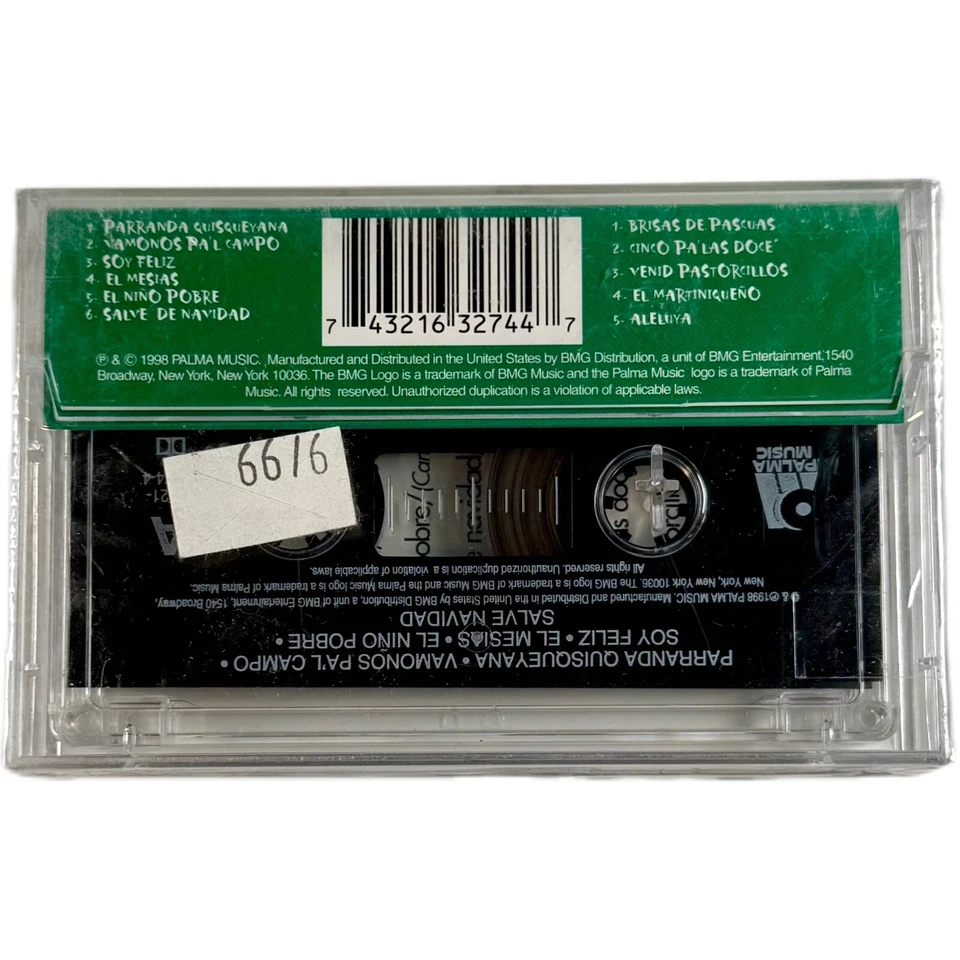 1- PARRANDA QUISQUEYANA
2- VAMONOS PA'L CAMPO
3- SOY FELIZ
4- EL MESIAS
5- EL NIÑO POBRE
6- SALVE DE NAVIDAD
7 43216 32744 7
1- BRISAS DE PASCUAS
2- CINCO PA'LAS DOCE
3- VENID PASTORCILLOS
4- EL MARTINIQUEÑO
5- ALELUYA
℗ & © 1998 PALMA MUSIC. Manufactured and Distributed in the United States by BMG Distribution, a unit of BMG Entertainment, 1540
Broadway, New York, New York 10036. The BMG Logo is a trademark of BMG Music and the Palma Music logo is a trademark of Palma
Music. All rights reserved. Unauthorized duplication is a violation of applicable laws.
6616
PALMA
MUSIC
obre/(Can
navidad
as doc
PARRANDA QUISQUEYANA • VAMONOS PA'L CAMPO •
SOY FELIZ • EL MESIAS • EL NIÑO POBRE •
SALVE NAVIDAD
℗ & © 1998 PALMA MUSIC. Manufactured and Distributed in the United States by BMG Distribution, a unit of BMG Entertainment, 1540 Broadway,
New York, New York 10036. The BMG logo is a trademark of BMG Music and the Palma Music logo is a trademark of Palma Music.
All rights reserved. Unauthorized duplication is a violation of applicable laws.